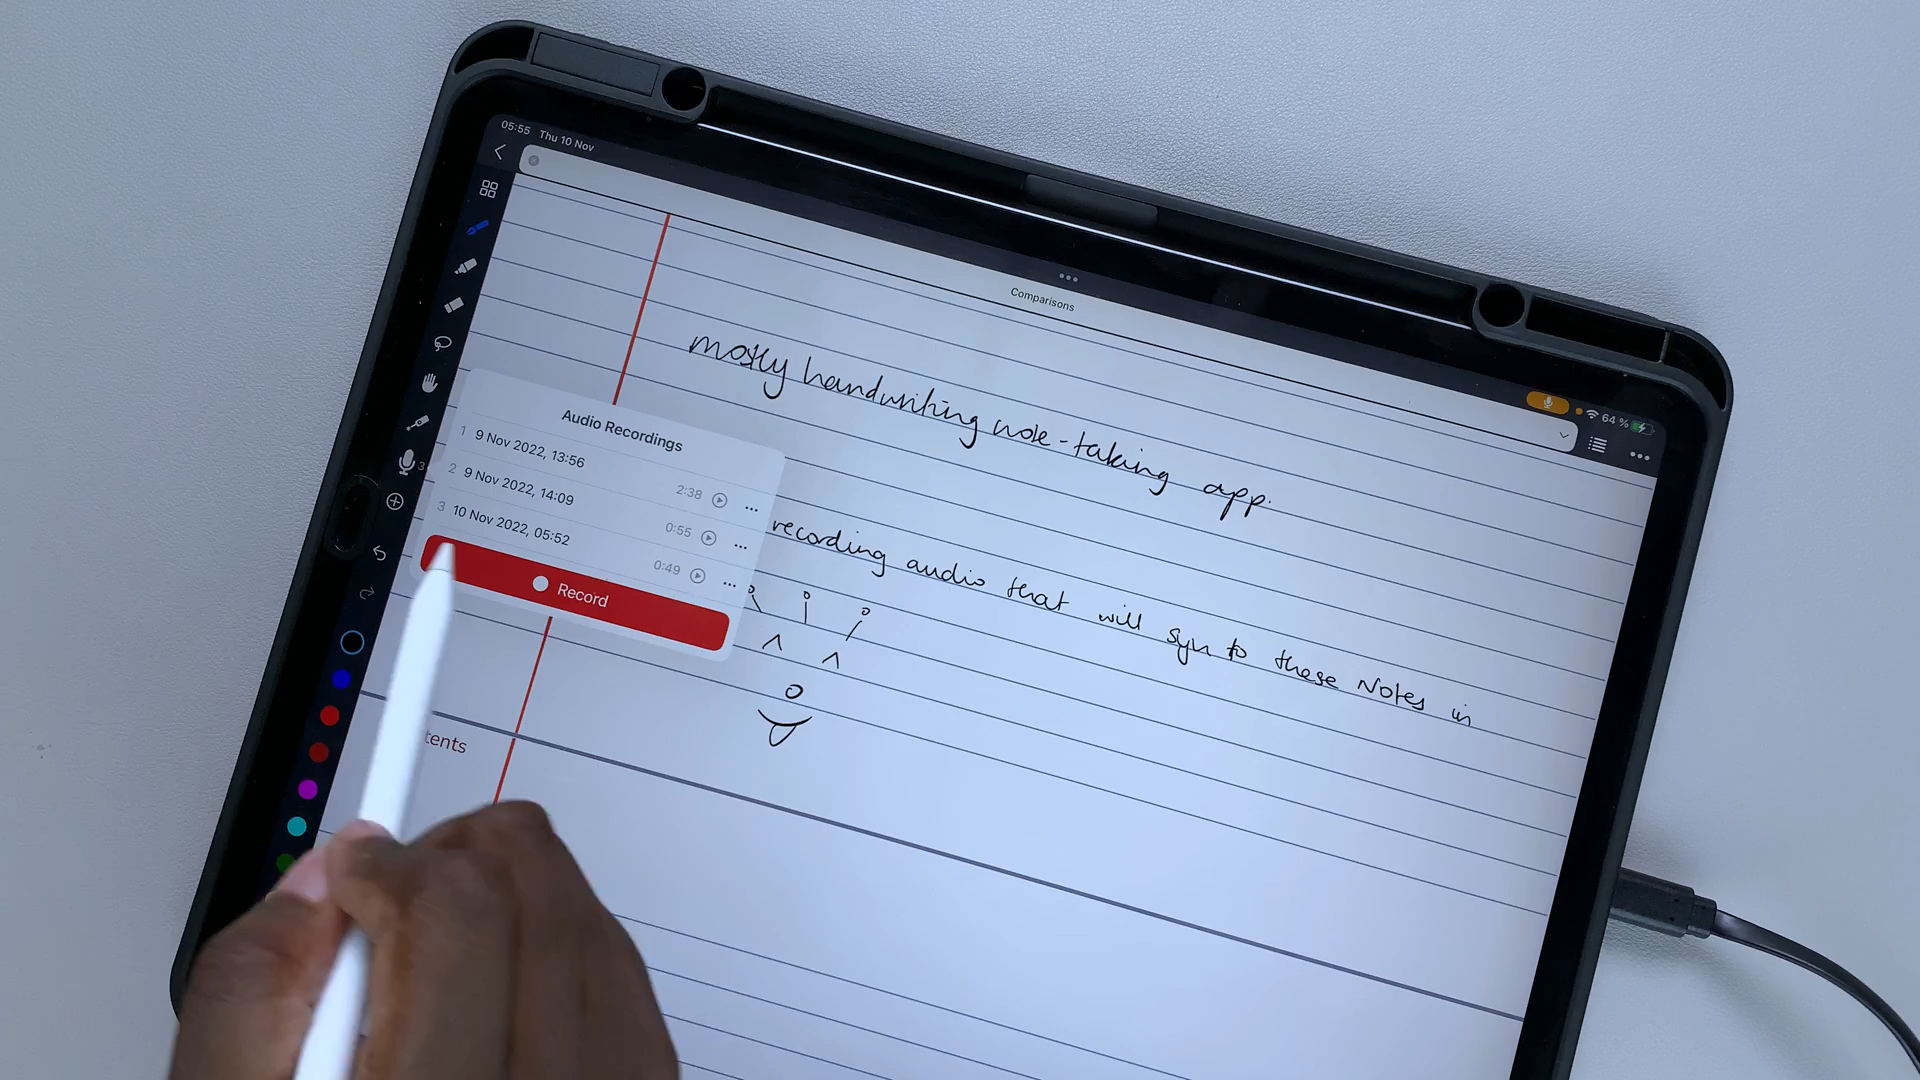 05:55 Thu 10 Nov
Comparisons
64 %
mostly handwriting note-taking app.
Audio Recordings
1 9 Nov 2022, 13:56 2:38
2 9 Nov 2022, 14:09 0:55
3 10 Nov 2022, 05:52 0:49
Record
3
recording audio that will syn to these Notes in
tents